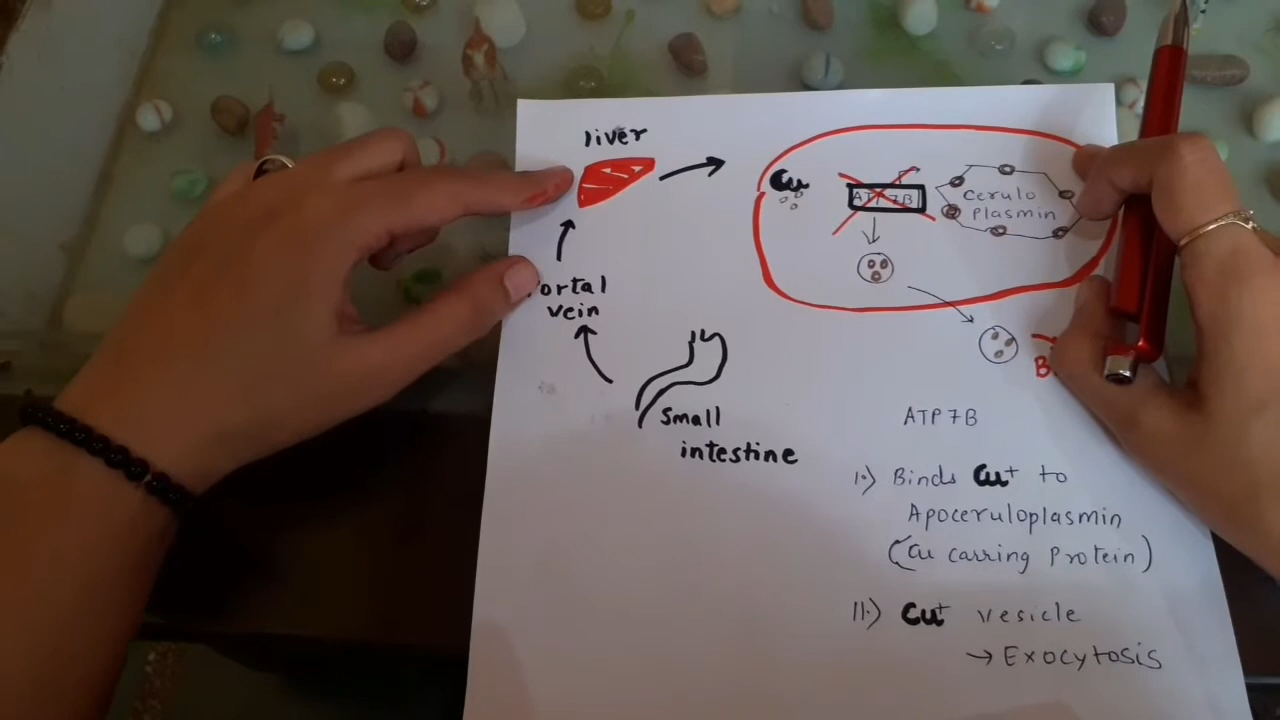 liver
Cu
ATP7B
Cerulo
plasmin
ortal
vein
Small
intestine
B
ATP7B
I.) Binds Cu+ to
Apoceruloplasmin
(Cu carring Protein)
II.) Cu+ vesicle
→ Exocytosis